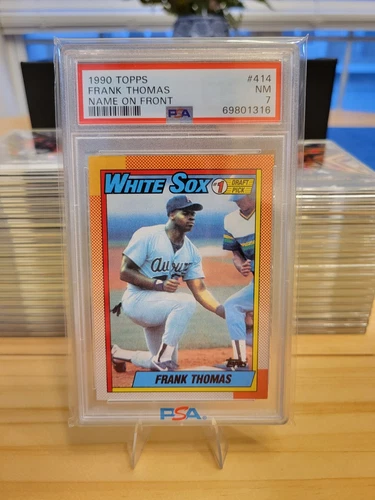 1990 TOPPS #414
FRANK THOMAS NM
NAME ON FRONT 7
PSA 69801316
WHITE SOX #1 DRAFT PICK
Auburn
FRANK THOMAS
PSA